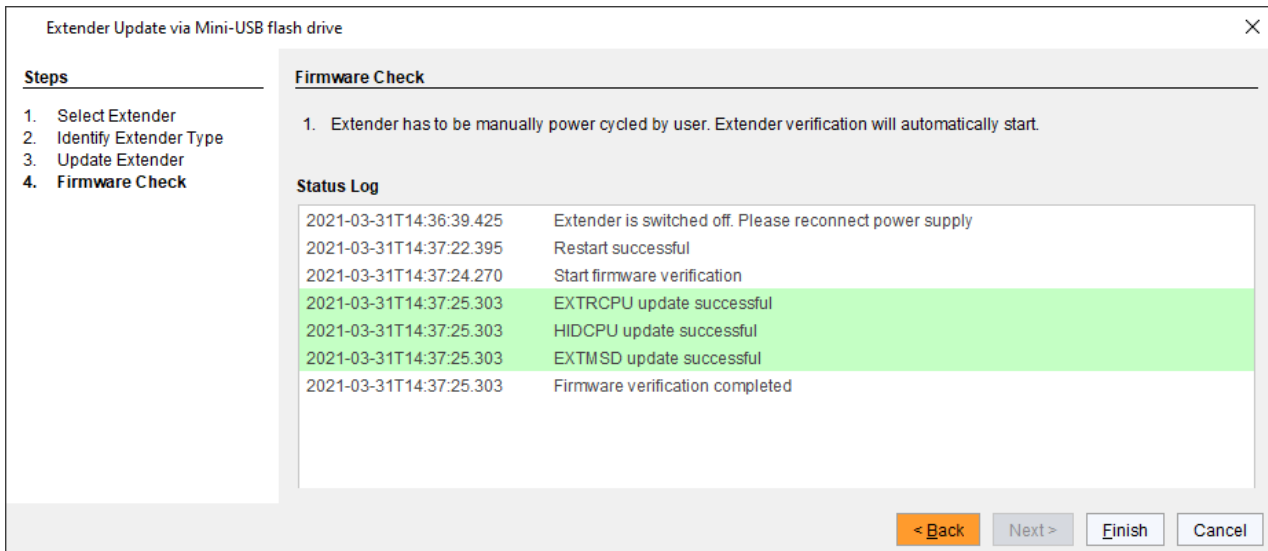 Extender Update via Mini-USB flash drive
Steps
1. Select Extender
2. Identify Extender Type
3. Update Extender
4. Firmware Check
Firmware Check
1. Extender has to be manually power cycled by user. Extender verification will automatically start.
Status Log
2021-03-31T14:36:39.425 Extender is switched off. Please reconnect power supply
2021-03-31T14:37:22.395 Restart successful
2021-03-31T14:37:24.270 Start firmware verification
2021-03-31T14:37:25.303 EXTRCPU update successful
2021-03-31T14:37:25.303 HIDCPU update successful
2021-03-31T14:37:25.303 EXTMSD update successful
2021-03-31T14:37:25.303 Firmware verification completed
< Back Next > Finish Cancel